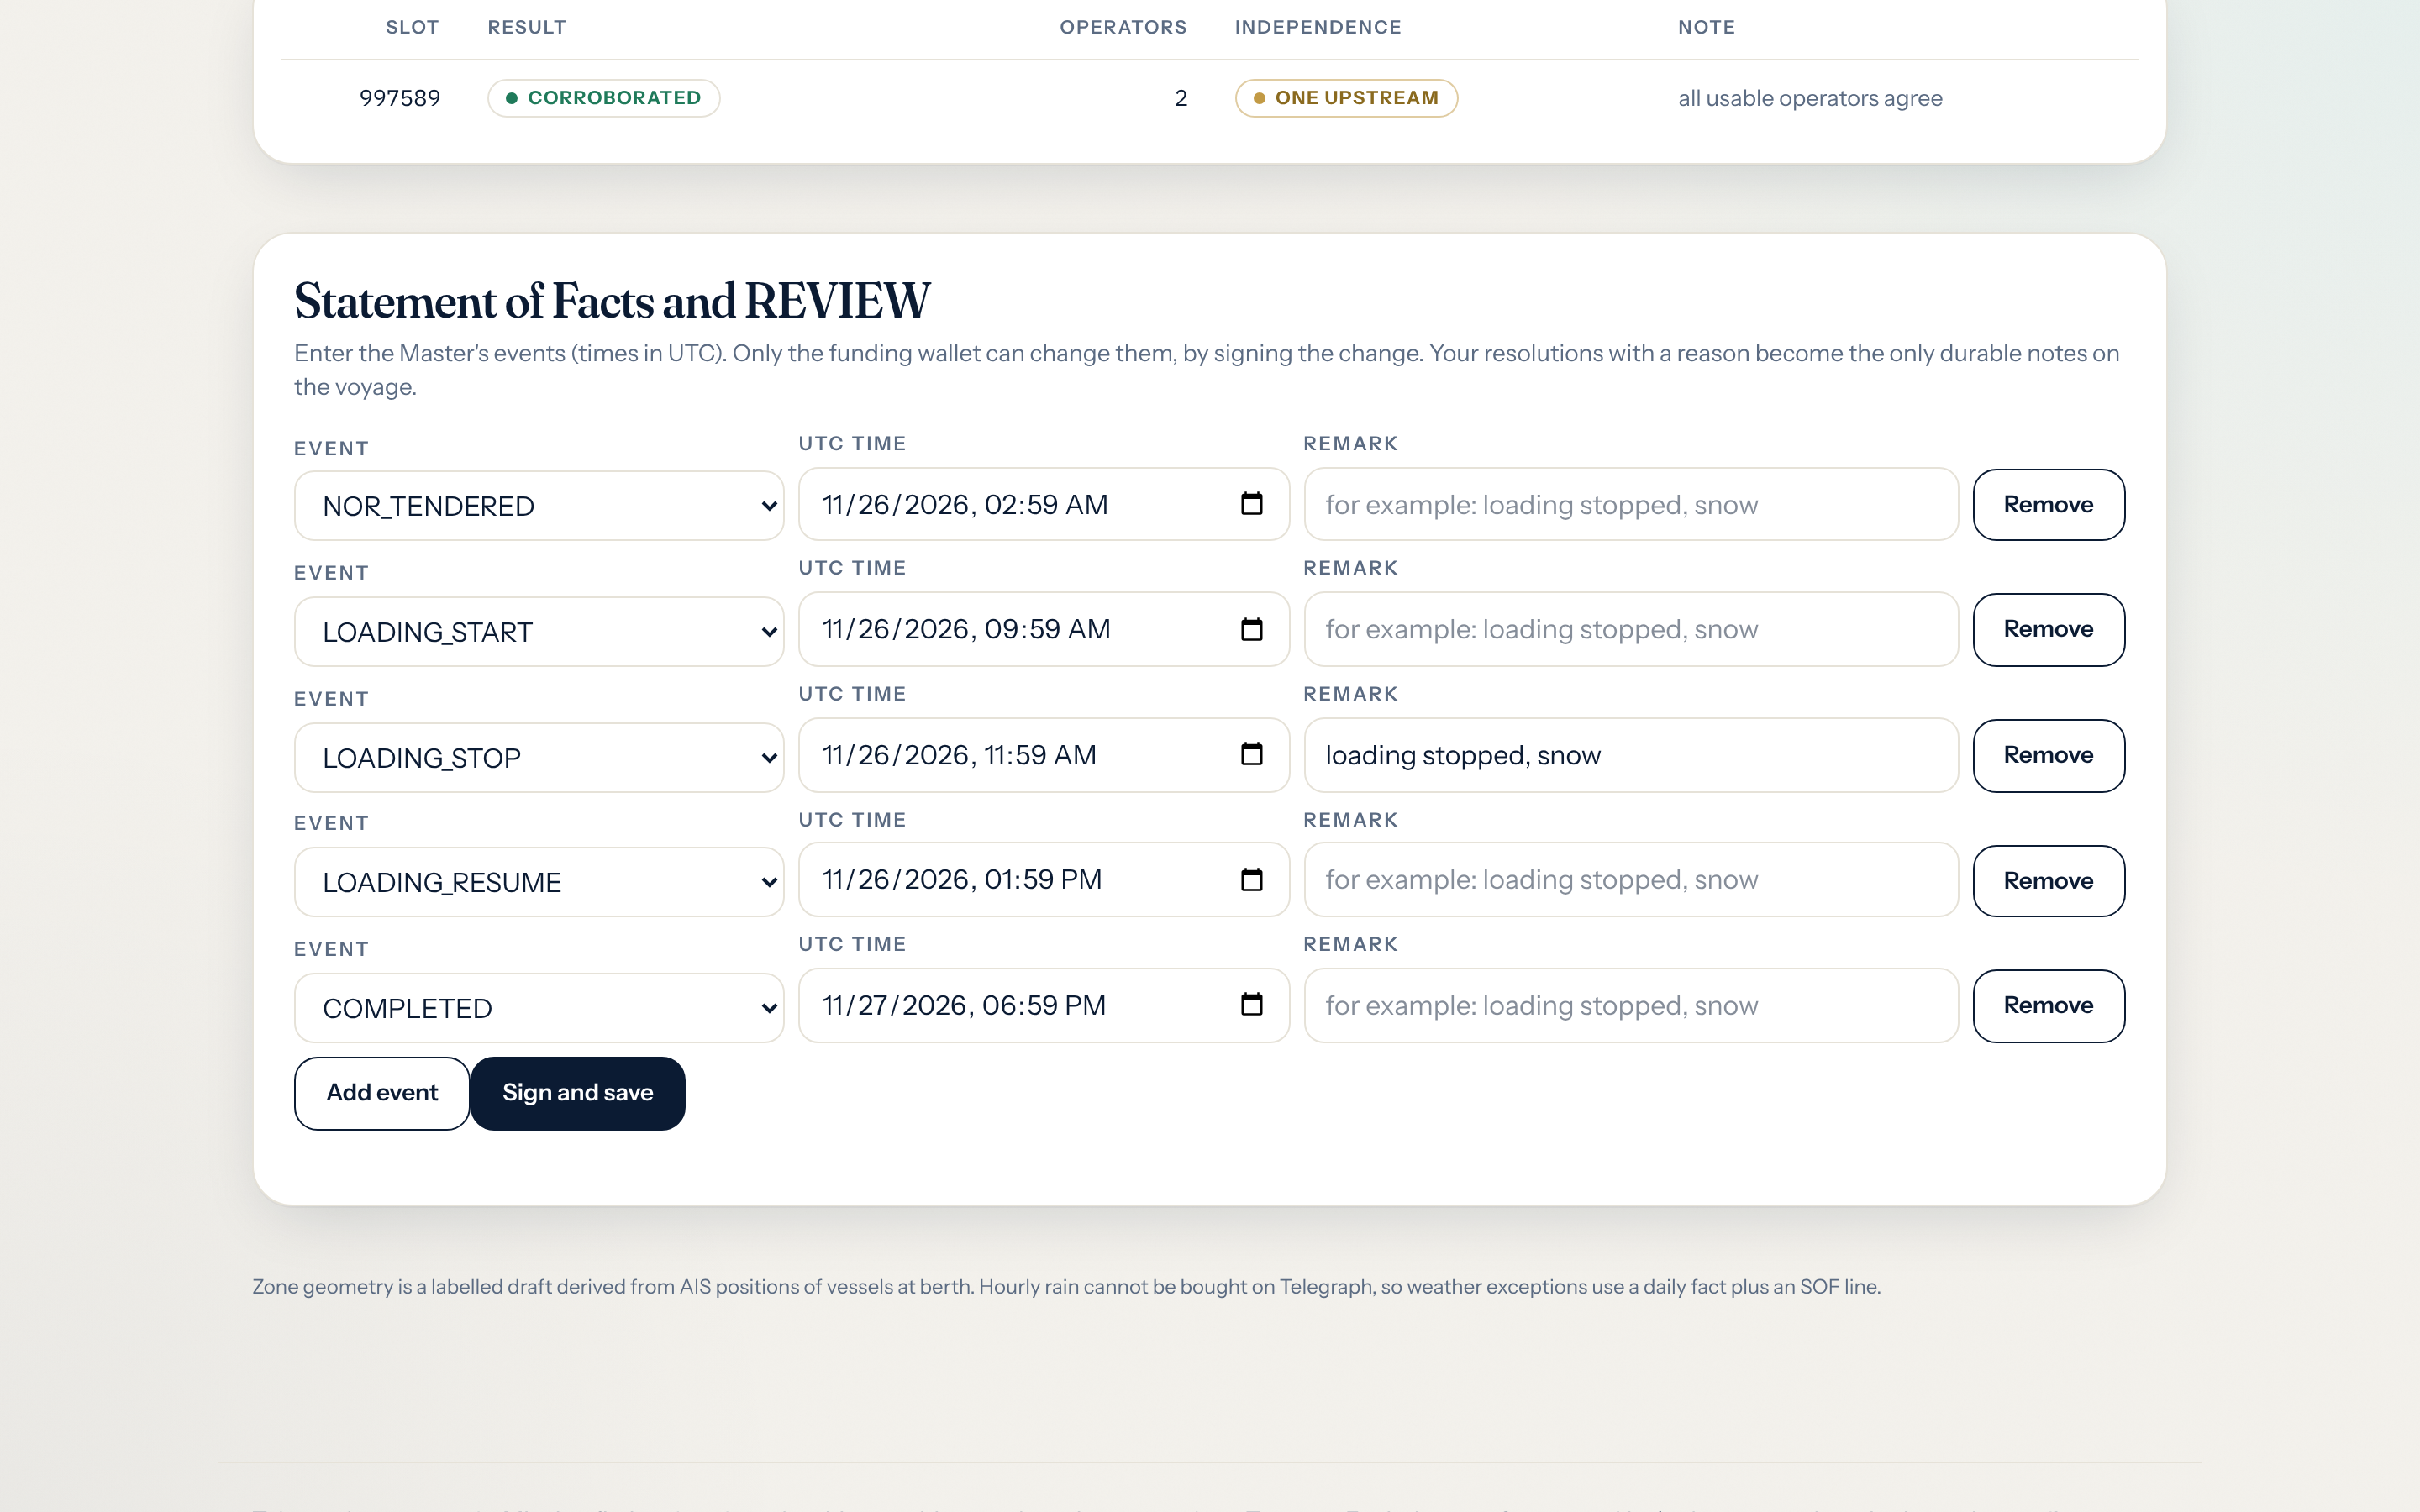 SLOT RESULT OPERATORS INDEPENDENCE NOTE
997589 CORROBORATED 2 ONE UPSTREAM all usable operators agree
Statement of Facts and REVIEW
Enter the Master's events (times in UTC). Only the funding wallet can change them, by signing the change. Your resolutions with a reason become the only durable notes on
the voyage.
EVENT UTC TIME REMARK
NOR_TENDERED 11/26/2026, 02:59 AM for example: loading stopped, snow Remove
EVENT UTC TIME REMARK
LOADING_START 11/26/2026, 09:59 AM for example: loading stopped, snow Remove
EVENT UTC TIME REMARK
LOADING_STOP 11/26/2026, 11:59 AM loading stopped, snow Remove
EVENT UTC TIME REMARK
LOADING_RESUME 11/26/2026, 01:59 PM for example: loading stopped, snow Remove
EVENT UTC TIME REMARK
COMPLETED 11/27/2026, 06:59 PM for example: loading stopped, snow Remove
Add event Sign and save
Zone geometry is a labelled draft derived from AIS positions of vessels at berth. Hourly rain cannot be bought on Telegraph, so weather exceptions use a daily fact plus an SOF line.